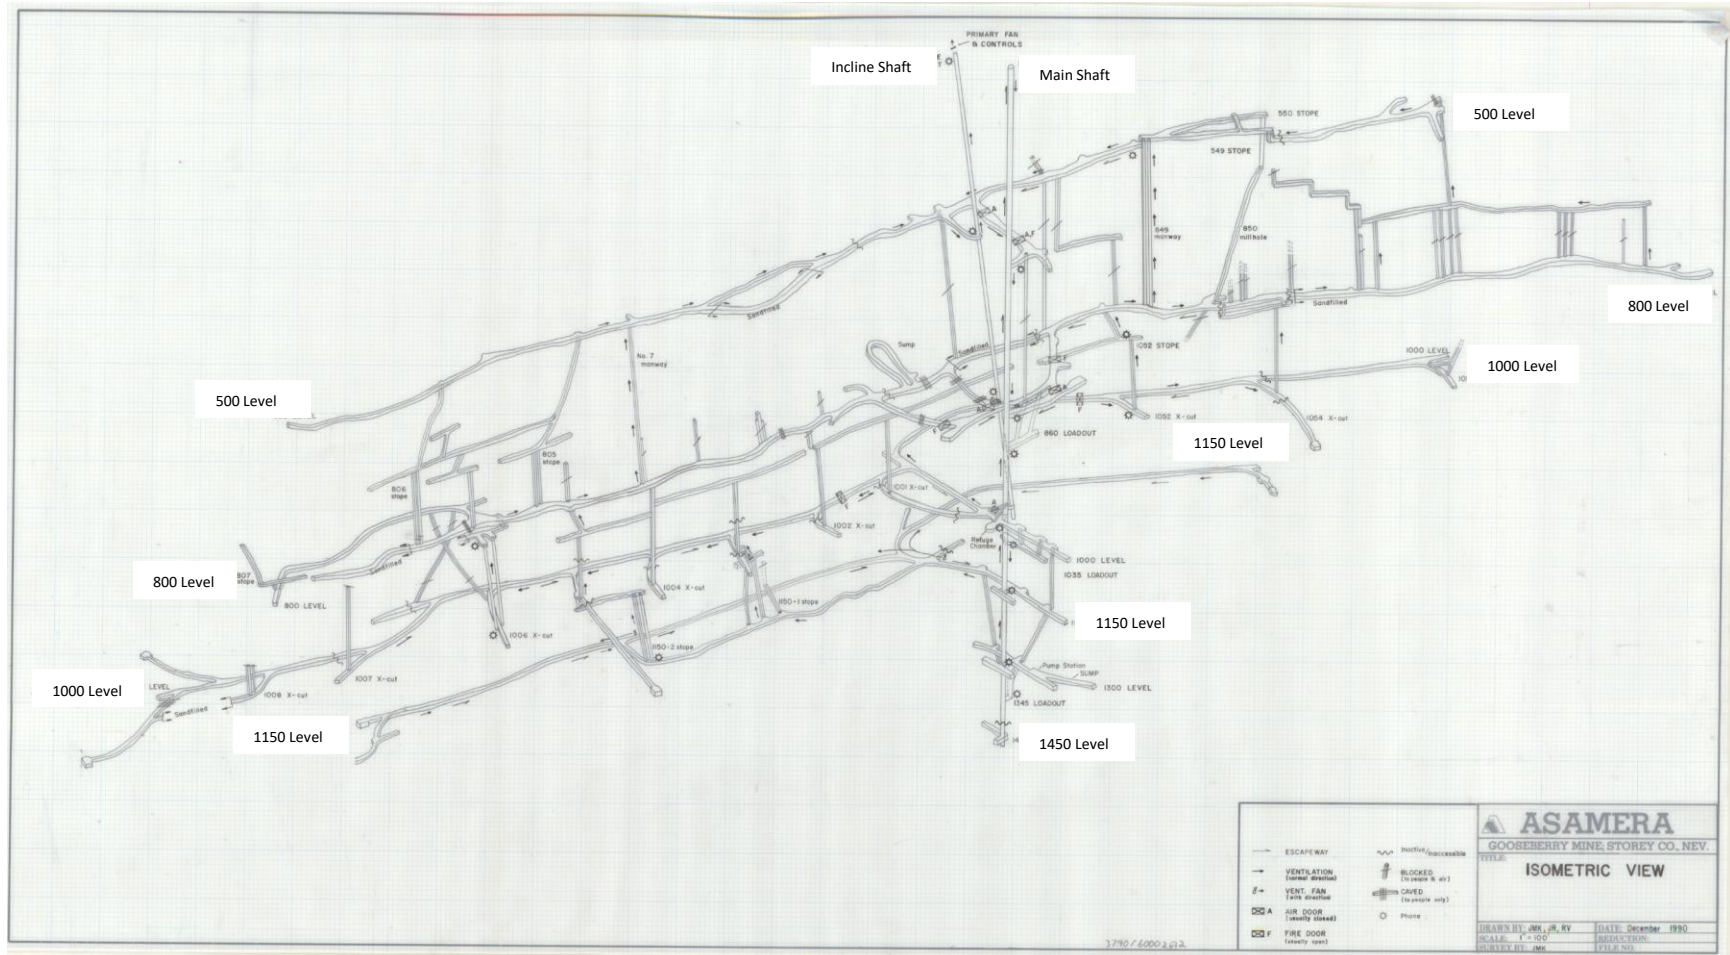 PRIMARY FAN
& CONTROLS
Incline Shaft
Main Shaft
500 Level
550 STOPE
549 STOPE
549
manway
850
millhole
800 Level
Sandfilled
Sandfilled
No. 7
manway
Sump
Sandfilled
1052 STOPE
1000 LEVEL
1000 Level
500 Level
1052 X-cut
1054 X-cut
860 LOADOUT
1150 Level
805
stope
806
stope
1001 X-cut
1002 X-cut
Refuge
Chamber
1000 LEVEL
1035 LOADOUT
800 Level
807
stope
Sandfilled
800 LEVEL
1004 X-cut
1150-1 stope
1150 Level
1006 X-cut
1150-2 stope
Pump Station
SUMP
1300 LEVEL
1345 LOADOUT
1000 Level
LEVEL
1007 X-cut
1008 X-cut
Sandfilled
1150 Level
1450 Level
ESCAPEWAY
VENTILATION
(normal direction)
VENT. FAN
(with direction)
A AIR DOOR
(usually closed)
F FIRE DOOR
(usually open)
Inactive/Inaccessible
BLOCKED
(to people & air)
CAVED
(to people only)
Phone
ASAMERA
GOOSEBERRY MINE, STOREY CO., NEV.
TITLE:
ISOMETRIC VIEW
DRAWN BY: JMK, JR, RV
DATE: December 1990
SCALE: 1" = 100'
REDUCTION:
SURVEY BY: JMK
FILE NO.